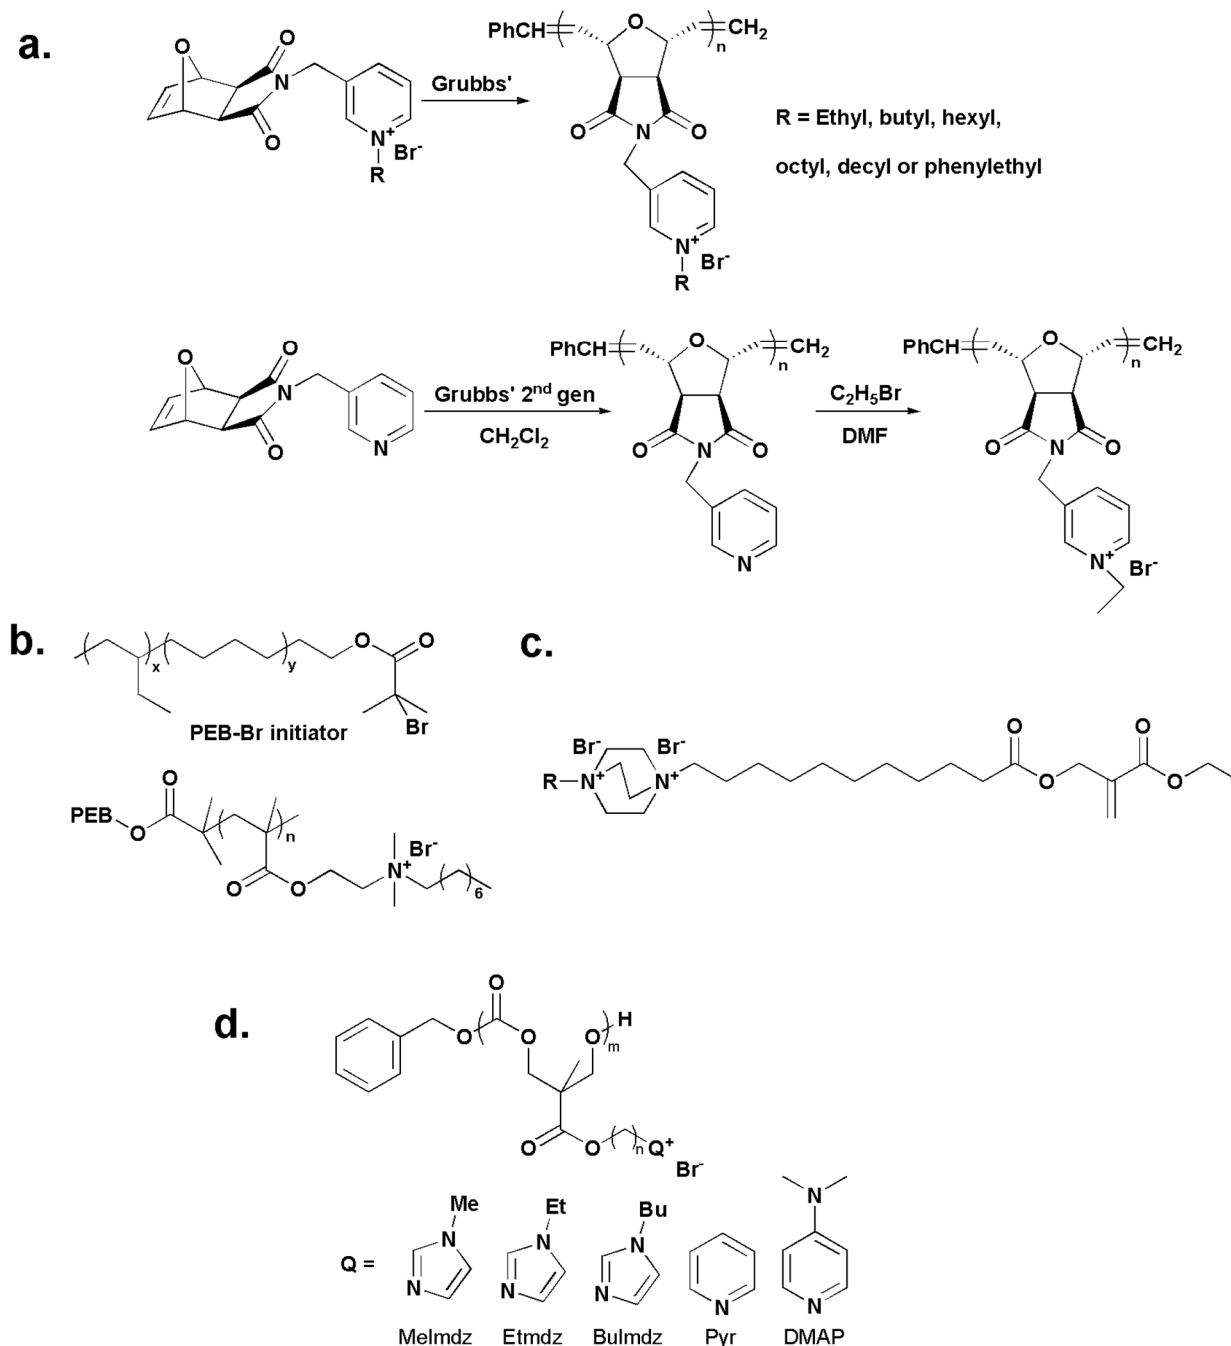 a.
O
O
N
O
N⁺
Br⁻
R
Grubbs'
PhCH
O
n
CH₂
O
N
O
N⁺
Br⁻
R
R = Ethyl, butyl, hexyl,
octyl, decyl or phenylethyl
O
O
N
O
N
Grubbs' 2ⁿᵈ gen
CH₂Cl₂
PhCH
O
n
CH₂
O
N
O
N
C₂H₅Br
DMF
PhCH
O
n
CH₂
O
N
O
N⁺
Br⁻
b.
x
y
O
O
Br
PEB-Br initiator
O
PEB
O
n
O
O
N⁺
Br⁻
6
c.
Br⁻
Br⁻
R
N⁺
N⁺
O
O
O
O
d.
O
O
O
O
H
m
O
O
n
Q⁺
Br⁻
Q =
Me
N
N
MeImdz
Et
N
N
Etmdz
Bu
N
N
BuImdz
N
Pyr
N
N
DMAP